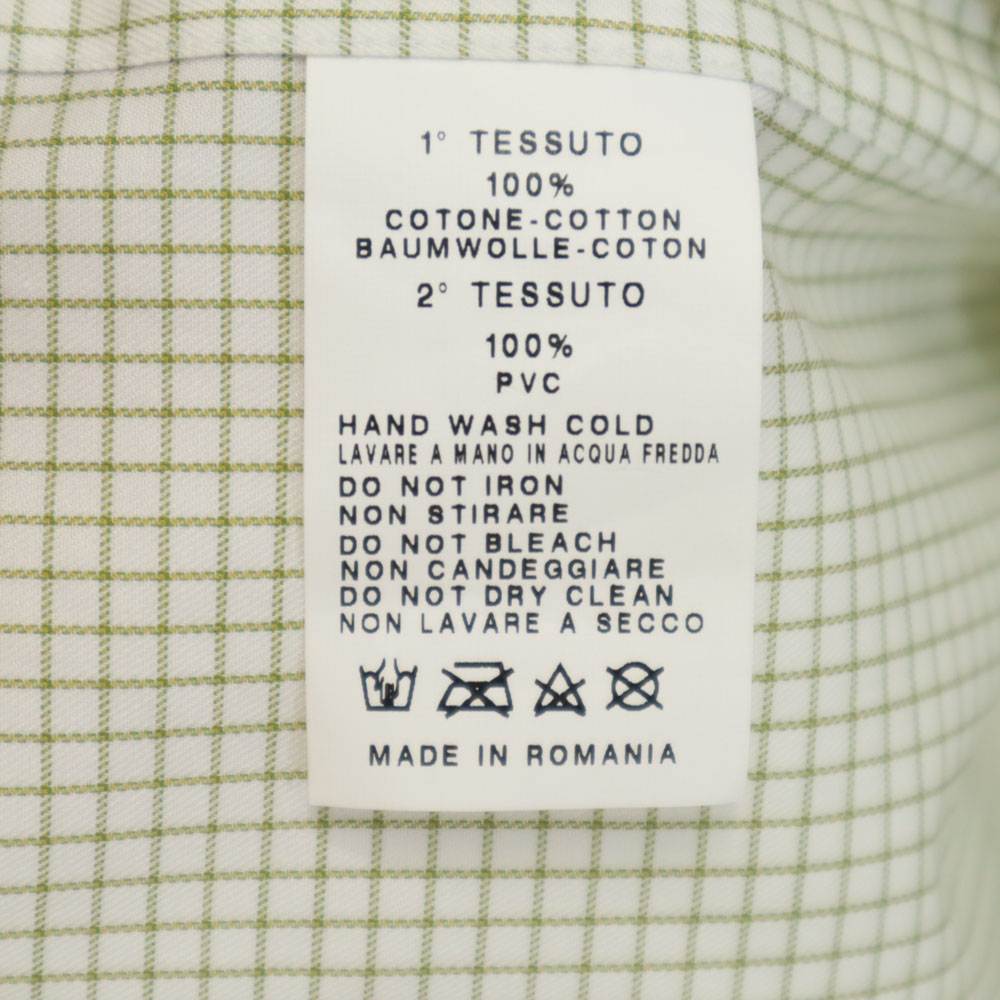 1° TESSUTO
100%
COTONE-COTTON
BAUMWOLLE-COTON
2° TESSUTO
100%
PVC
HAND WASH COLD
LAVARE A MANO IN ACQUA FREDDA
DO NOT IRON
NON STIRARE
DO NOT BLEACH
NON CANDEGGIARE
DO NOT DRY CLEAN
NON LAVARE A SECCO
MADE IN ROMANIA